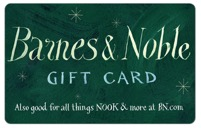 Barnes & Noble
GIFT CARD
Also good for all things NOOK & more at BN.com